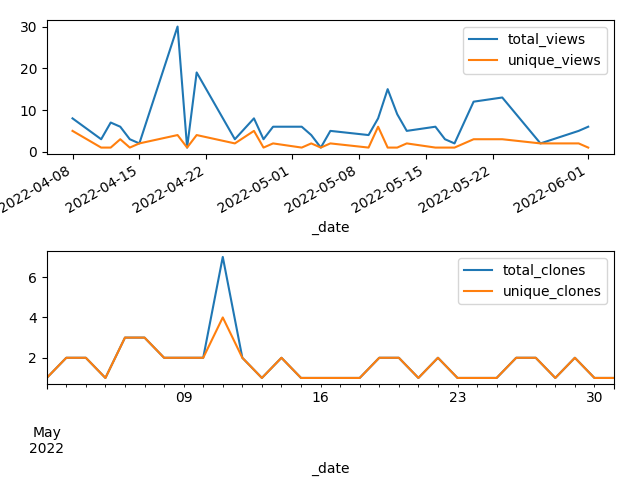 30
20
10
0
total_views
unique_views
2022-04-08
2022-04-15
2022-04-22
2022-05-01
2022-05-08
2022-05-15
2022-05-22
2022-06-01
_date
6
4
2
total_clones
unique_clones
09
16
23
30
May
2022
_date